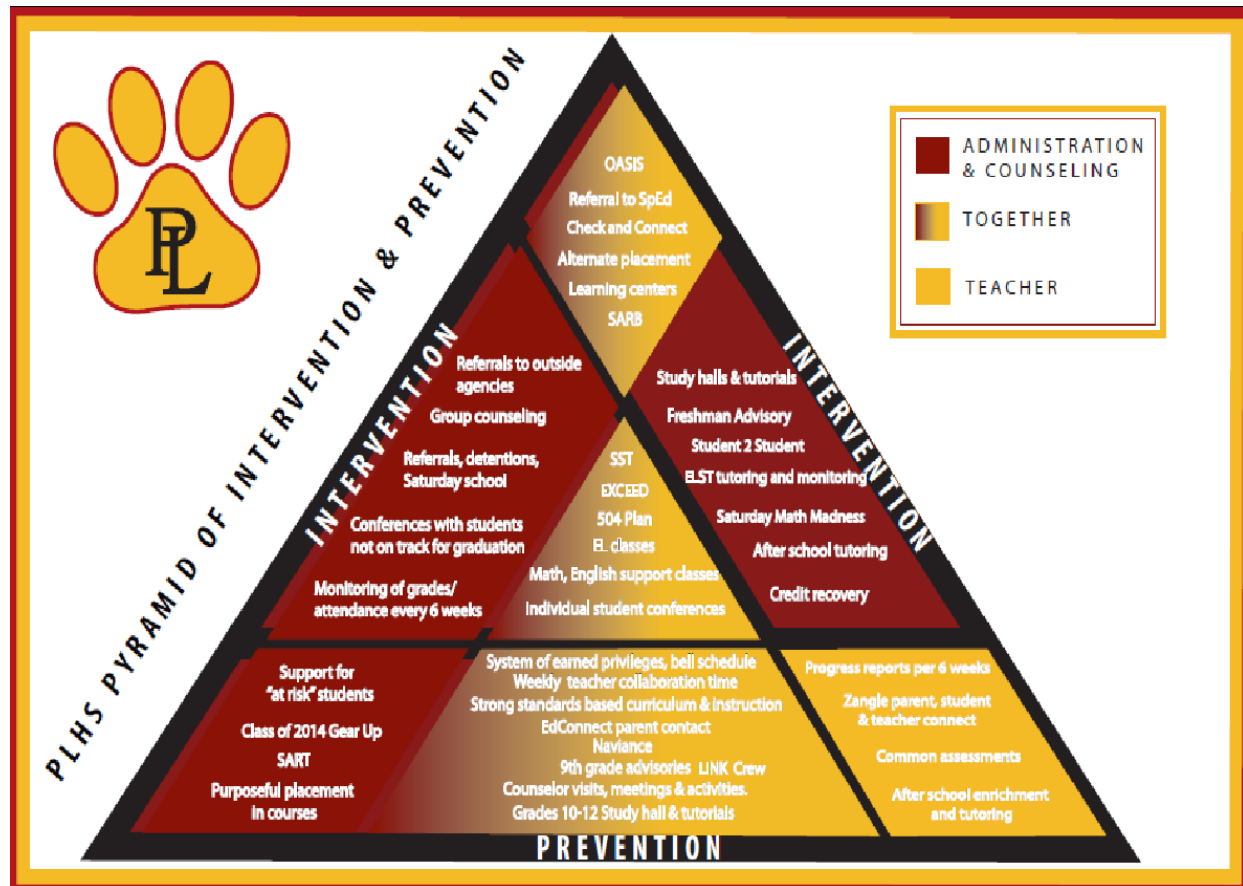 PLHS PYRAMID OF INTERVENTION & PREVENTION
PL
ADMINISTRATION
& COUNSELING
TOGETHER
TEACHER
OASIS
Referral to SpEd
Check and Connect
Alternate placement
Learning centers
SARB
INTERVENTION
Referrals to outside
agencies
Group counseling
Referrals, detentions,
Saturday school
Conferences with students
not on track for graduation
Monitoring of grades/
attendance every 6 weeks
SST
EXCEED
504 Plan
EL classes
Math, English support classes
Individual student conferences
INTERVENTION
Study halls & tutorials
Freshman Advisory
Student 2 Student
ELST tutoring and monitoring
Saturday Math Madness
After school tutoring
Credit recovery
Support for
"at risk" students
Class of 2014 Gear Up
SART
Purposeful placement
in courses
System of earned privileges, bell schedule
Weekly teacher collaboration time
Strong standards based curriculum & instruction
EdConnect parent contact
Naviance
9th grade advisories LINK Crew
Counselor visits, meetings & activities.
Grades 10-12 Study hall & tutorials
Progress reports per 6 weeks
Zangle parent, student
& teacher connect
Common assessments
After school enrichment
and tutoring
PREVENTION